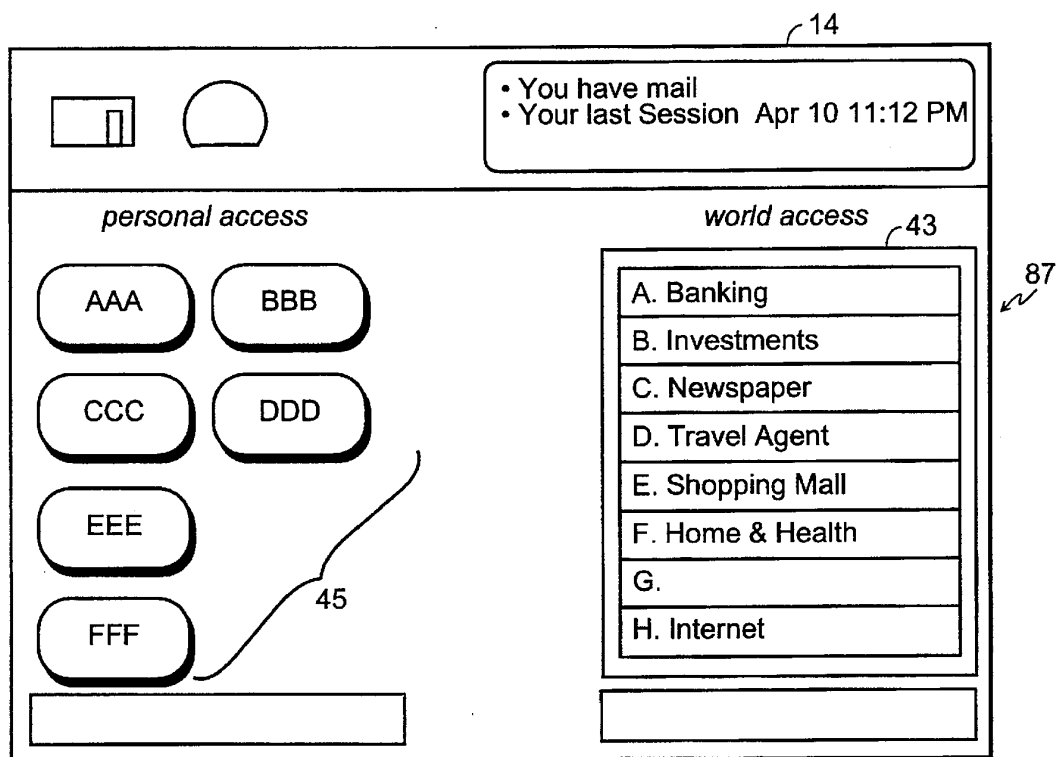 14
• You have mail
• Your last Session Apr 10 11:12 PM
personal access
world access
43
87
AAA
BBB
CCC
DDD
EEE
FFF
45
A. Banking
B. Investments
C. Newspaper
D. Travel Agent
E. Shopping Mall
F. Home & Health
G.
H. Internet